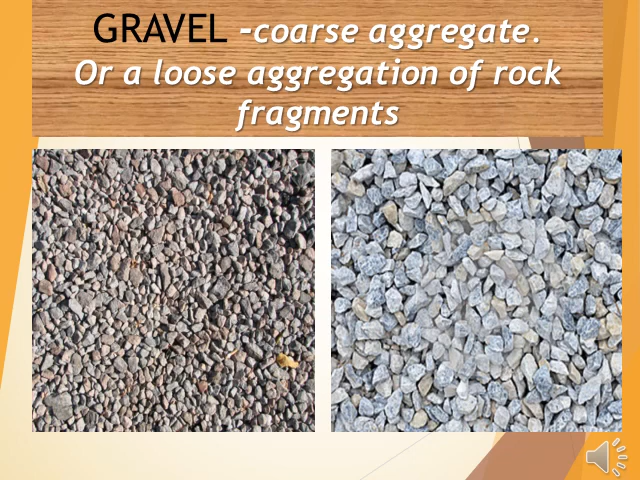 GRAVEL -coarse aggregate.
Or a loose aggregation of rock
fragments